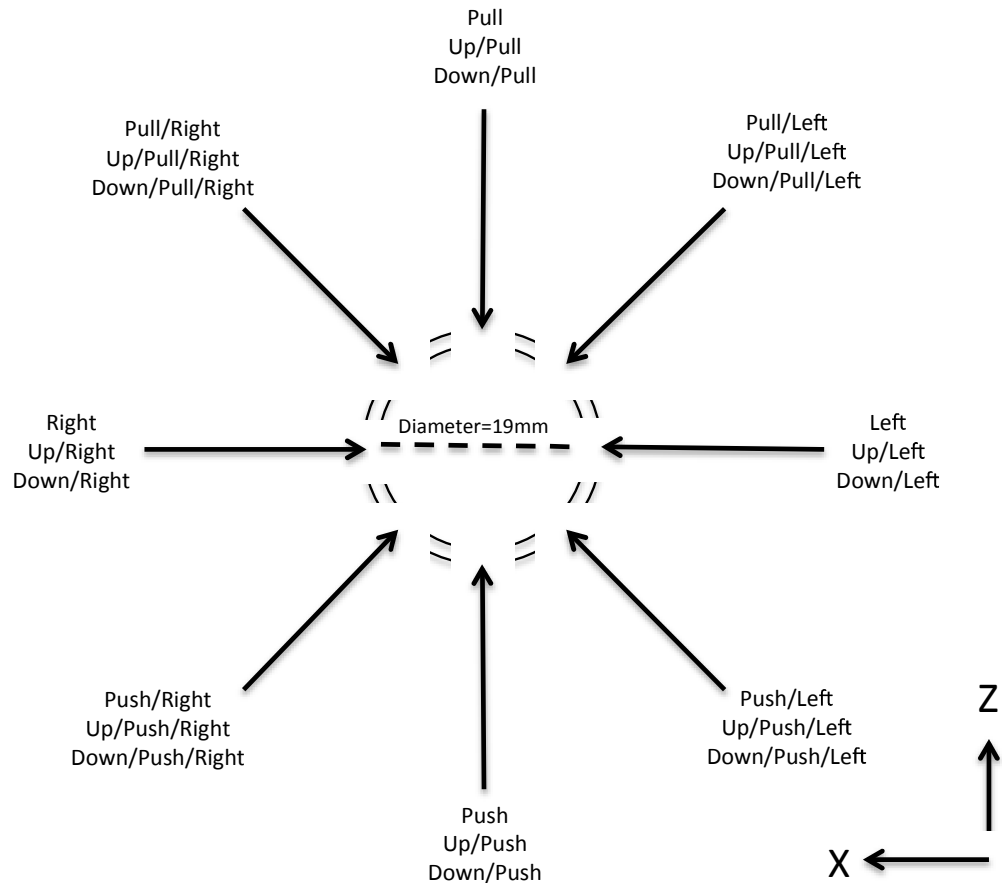 Pull
Up/Pull
Down/Pull
Pull/Right
Up/Pull/Right
Down/Pull/Right
Pull/Left
Up/Pull/Left
Down/Pull/Left
Right
Up/Right
Down/Right
Diameter=19mm
Left
Up/Left
Down/Left
Push/Right
Up/Push/Right
Down/Push/Right
Push/Left
Up/Push/Left
Down/Push/Left
Push
Up/Push
Down/Push
Z
X